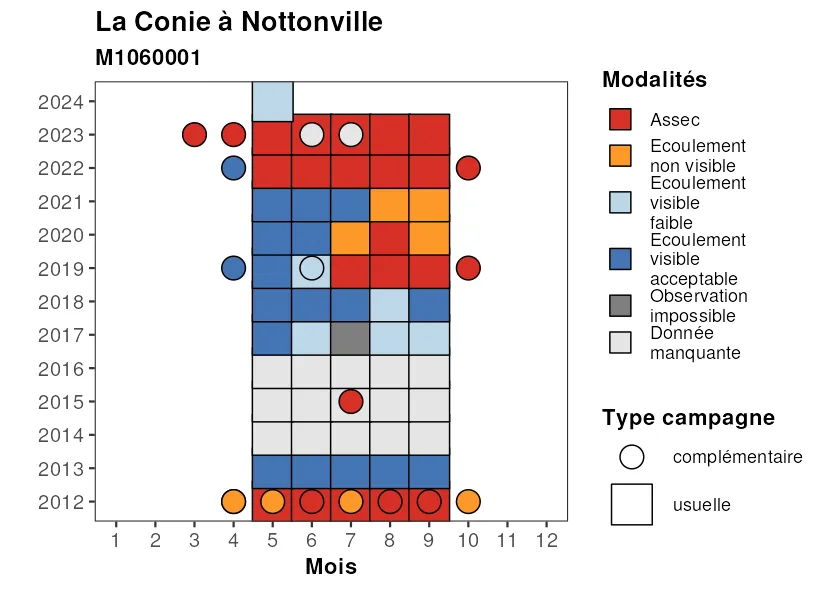 La Conie à Nottonville
M1060001
2024
2023
2022
2021
2020
2019
2018
2017
2016
2015
2014
2013
2012
1 2 3 4 5 6 7 8 9 10 11 12
Mois
Modalités
Assec
Ecoulement
non visible
Ecoulement
visible
faible
Ecoulement
visible
acceptable
Observation
impossible
Donnée
manquante
Type campagne
complémentaire
usuelle